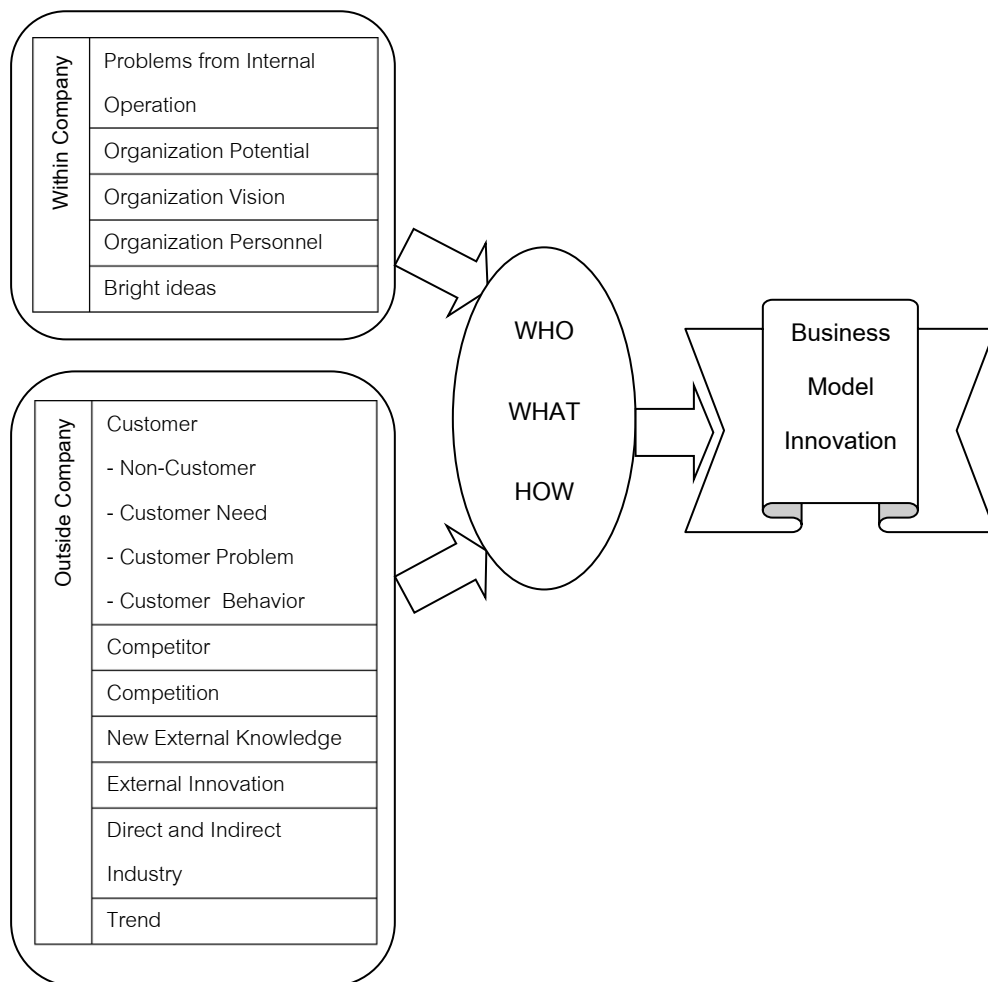 Within Company
Problems from Internal
Operation
Organization Potential
Organization Vision
Organization Personnel
Bright ideas
Outside Company
Customer
- Non-Customer
- Customer Need
- Customer Problem
- Customer Behavior
Competitor
Competition
New External Knowledge
External Innovation
Direct and Indirect
Industry
Trend
WHO
WHAT
HOW
Business
Model
Innovation